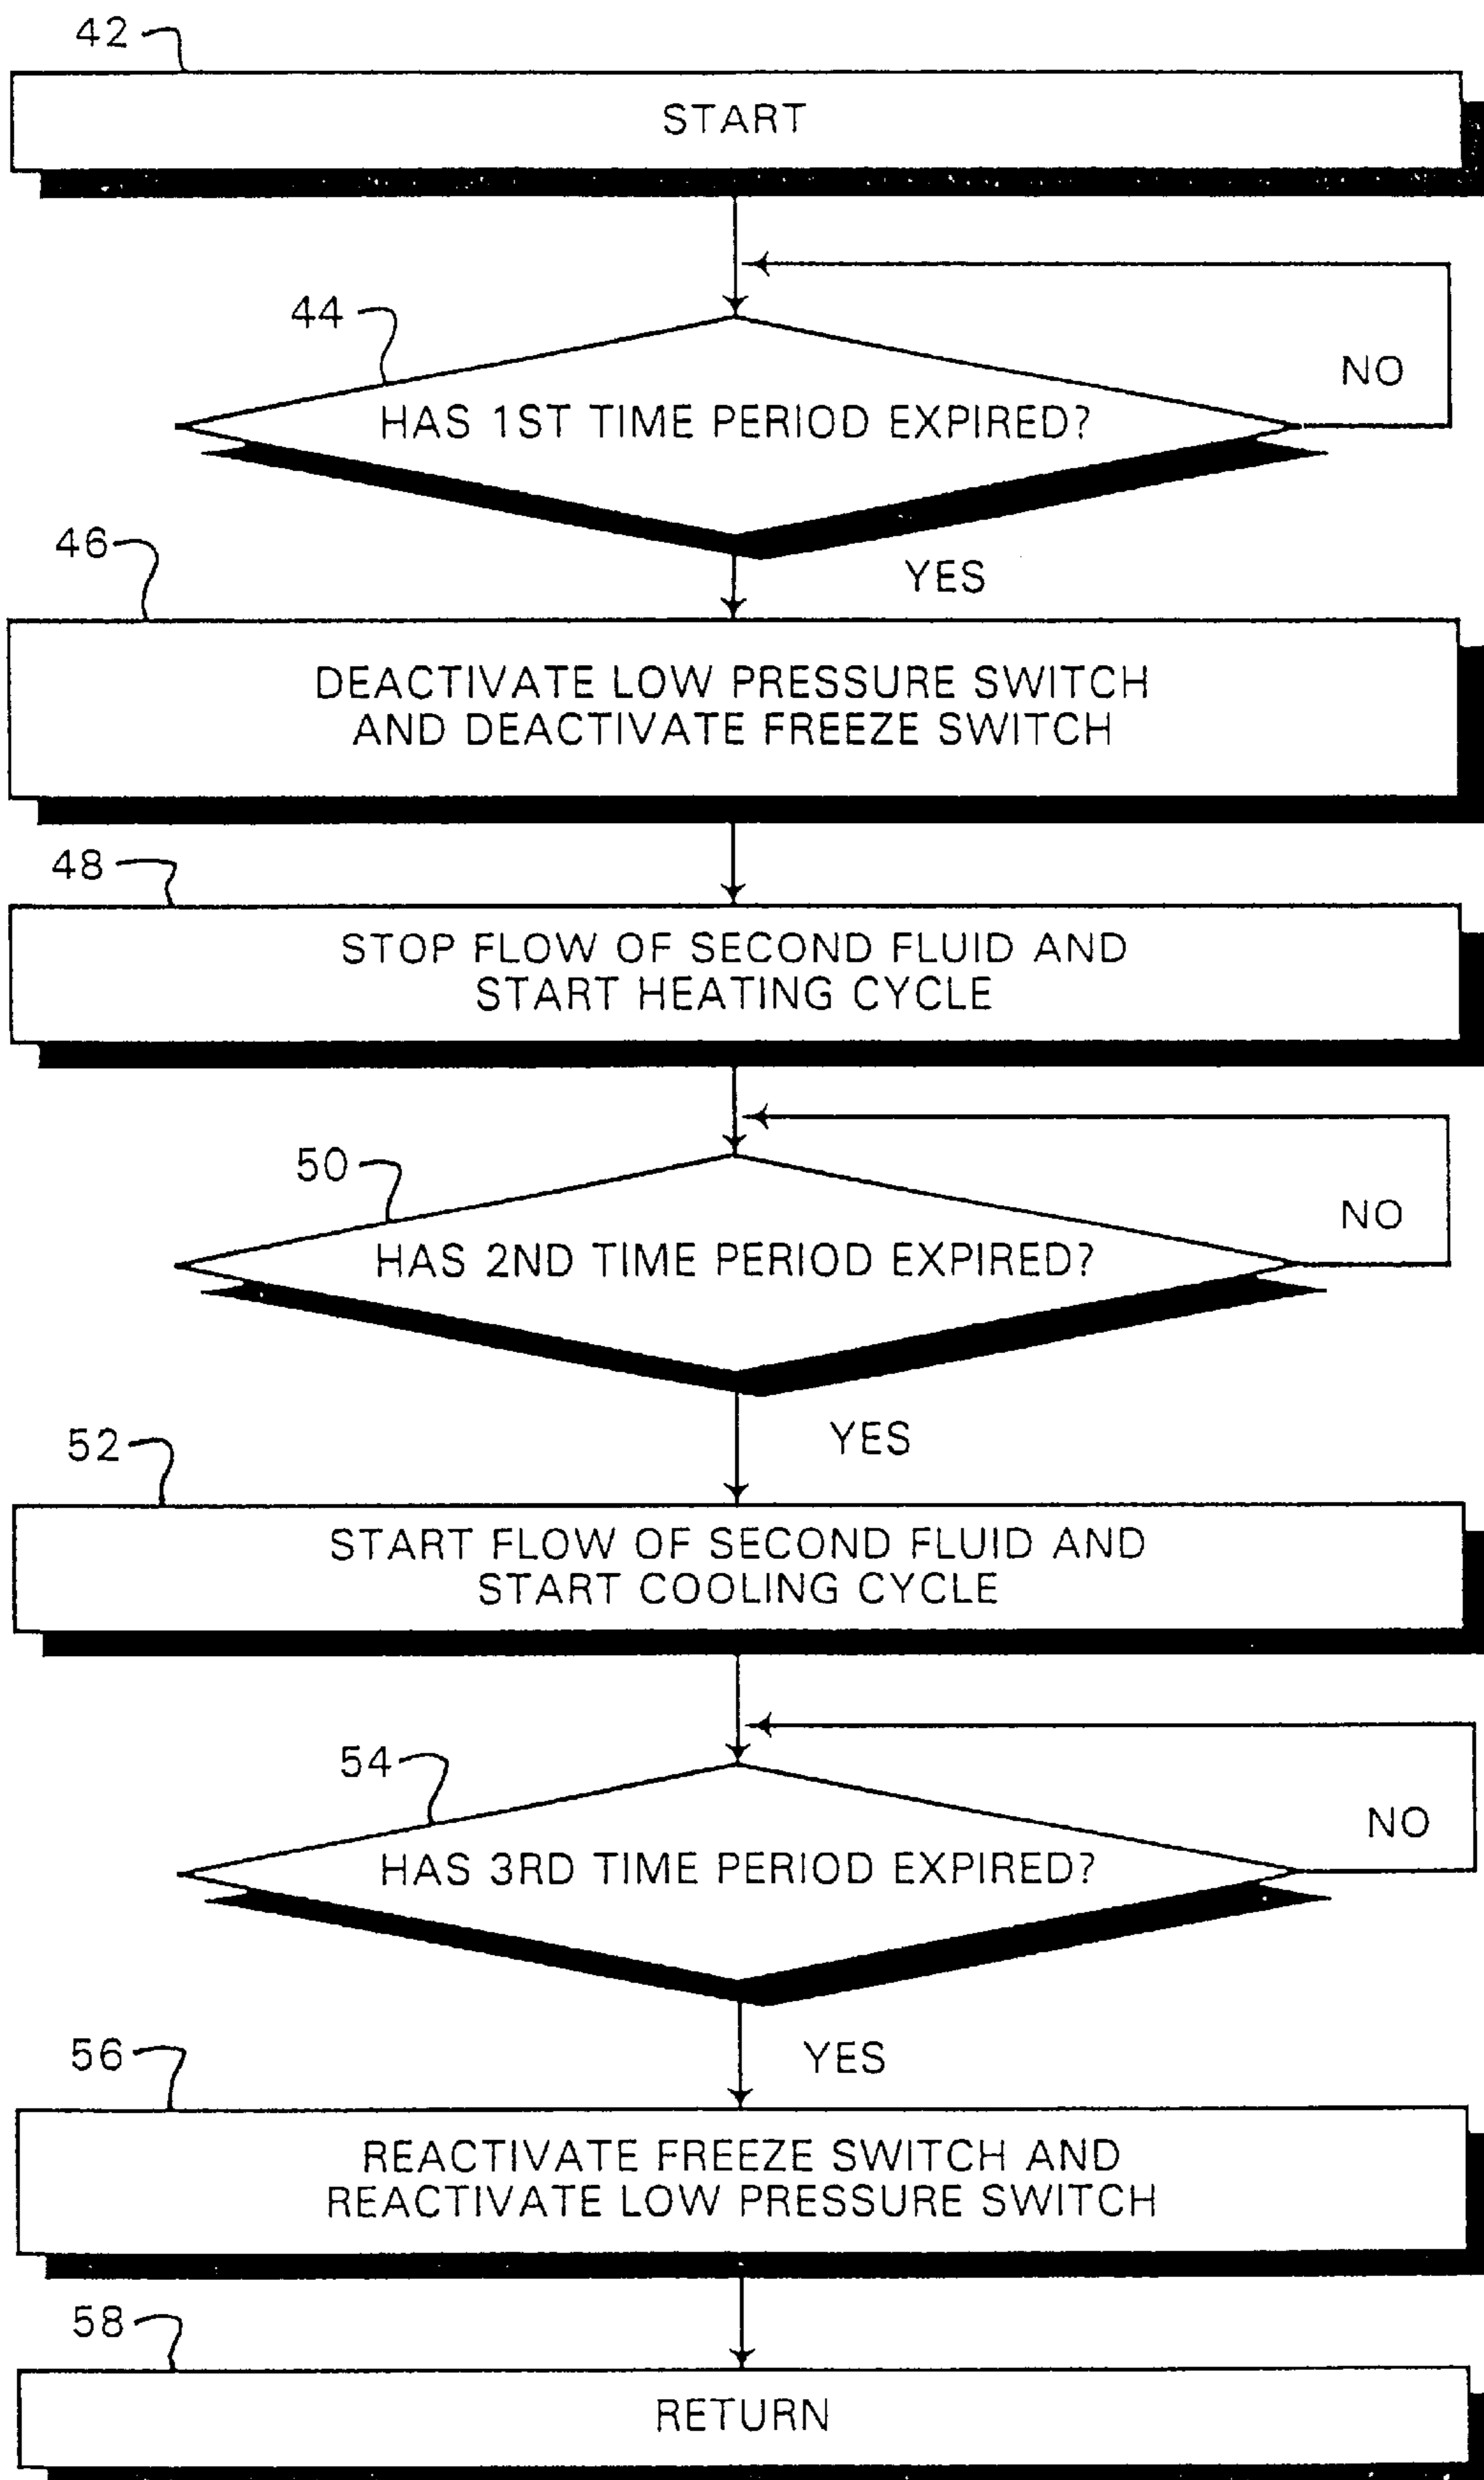 42
START
44
HAS 1ST TIME PERIOD EXPIRED?
NO
YES
46
DEACTIVATE LOW PRESSURE SWITCH
AND DEACTIVATE FREEZE SWITCH
48
STOP FLOW OF SECOND FLUID AND
START HEATING CYCLE
50
HAS 2ND TIME PERIOD EXPIRED?
NO
YES
52
START FLOW OF SECOND FLUID AND
START COOLING CYCLE
54
HAS 3RD TIME PERIOD EXPIRED?
NO
YES
56
REACTIVATE FREEZE SWITCH AND
REACTIVATE LOW PRESSURE SWITCH
58
RETURN